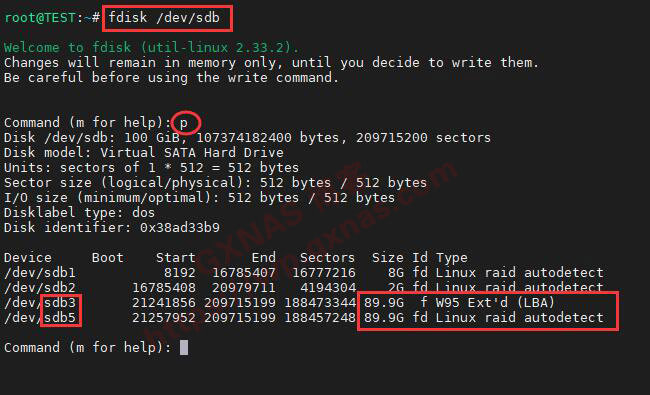 root@TEST:~# fdisk /dev/sdb
Welcome to fdisk (util-linux 2.33.2).
Changes will remain in memory only, until you decide to write them.
Be careful before using the write command.
Command (m for help): p
Disk /dev/sdb: 100 GiB, 107374182400 bytes, 209715200 sectors
Disk model: Virtual SATA Hard Drive
Units: sectors of 1 * 512 = 512 bytes
Sector size (logical/physical): 512 bytes / 512 bytes
I/O size (minimum/optimal): 512 bytes / 512 bytes
Disklabel type: dos
Disk identifier: 0x38ad33b9
Device     Boot    Start       End   Sectors  Size Id Type
/dev/sdb1           8192  16785407  16777216    8G fd Linux raid autodetect
/dev/sdb2       16785408  20979711   4194304    2G fd Linux raid autodetect
/dev/sdb3       21241856 209715199 188473344 89.9G  f W95 Ext'd (LBA)
/dev/sdb5       21257952 209715199 188457248 89.9G fd Linux raid autodetect
Command (m for help):
GXNAS